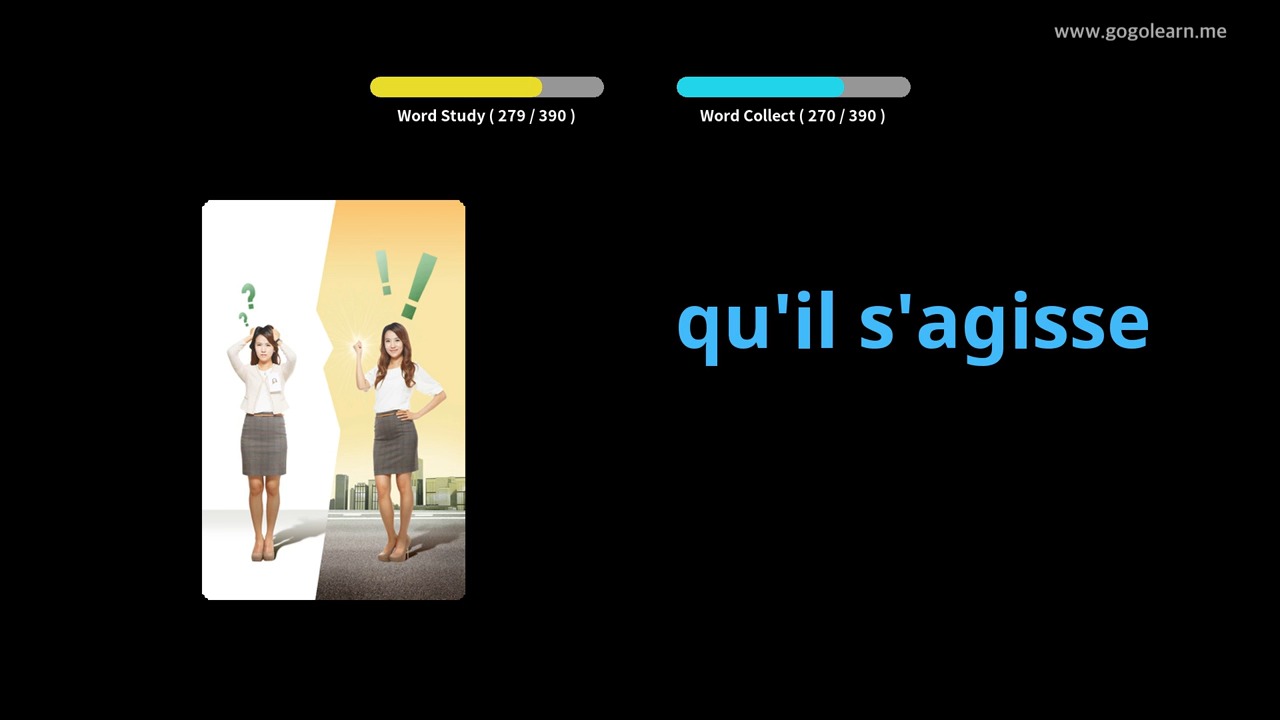 www.gogolearn.me
Word Study ( 279 / 390 )
Word Collect ( 270 / 390 )
? ?
! !
qu'il s'agisse